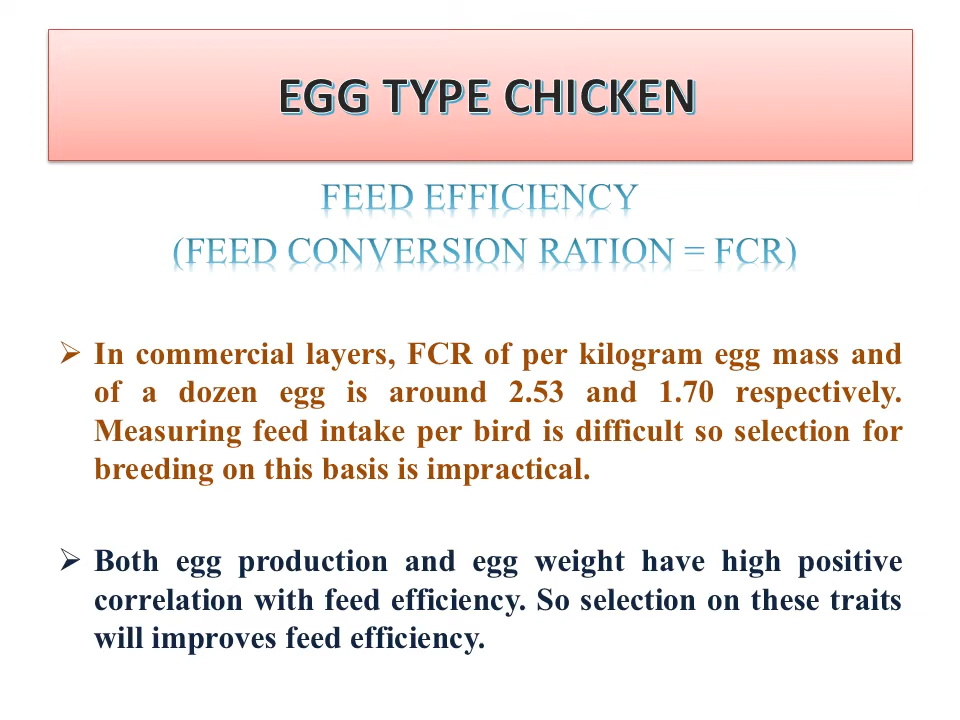 EGG TYPE CHICKEN
FEED EFFICIENCY
(FEED CONVERSION RATION = FCR)
➢ In commercial layers, FCR of per kilogram egg mass and
of a dozen egg is around 2.53 and 1.70 respectively.
Measuring feed intake per bird is difficult so selection for
breeding on this basis is impractical.
➢ Both egg production and egg weight have high positive
correlation with feed efficiency. So selection on these traits
will improves feed efficiency.